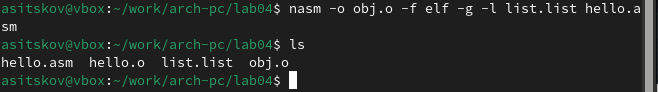 asitskov@vbox:~/work/arch-pc/lab04$ nasm -o obj.o -f elf -g -l list.list hello.a
sm
asitskov@vbox:~/work/arch-pc/lab04$ ls
hello.asm  hello.o  list.list  obj.o
asitskov@vbox:~/work/arch-pc/lab04$